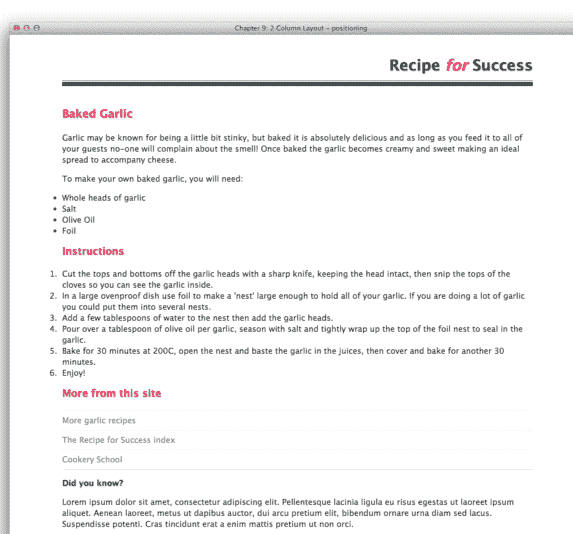 Chapter 9: 2 Column Layout - positioning
Recipe for Success
Baked Garlic
Garlic may be known for being a little bit stinky, but baked it is absolutely delicious and as long as you feed it to all of
your guests no-one will complain about the smell! Once baked the garlic becomes creamy and sweet making an ideal
spread to accompany cheese.
To make your own baked garlic, you will need:
• Whole heads of garlic
• Salt
• Olive Oil
• Foil
Instructions
1. Cut the tops and bottoms off the garlic heads with a sharp knife, keeping the head intact, then snip the tops of the
cloves so you can see the garlic inside.
2. In a large ovenproof dish use foil to make a 'nest' large enough to hold all of your garlic. If you are doing a lot of garlic
you could put them into several nests.
3. Add a few tablespoons of water to the nest then add the garlic heads.
4. Pour over a tablespoon of olive oil per garlic, season with salt and tightly wrap up the top of the foil nest to seal in the
garlic.
5. Bake for 30 minutes at 200C, open the nest and baste the garlic in the juices, then cover and bake for another 30
minutes.
6. Enjoy!
More from this site
More garlic recipes
The Recipe for Success index
Cookery School
Did you know?
Lorem ipsum dolor sit amet, consectetur adipiscing elit. Pellentesque lacinia ligula eu risus egestas ut laoreet ipsum
aliquet. Aenean laoreet, metus ut dapibus auctor, dui arcu pretium elit, bibendum ornare urna diam sed lacus.
Suspendisse potenti. Cras tincidunt erat a enim mattis pretium ut non orci.